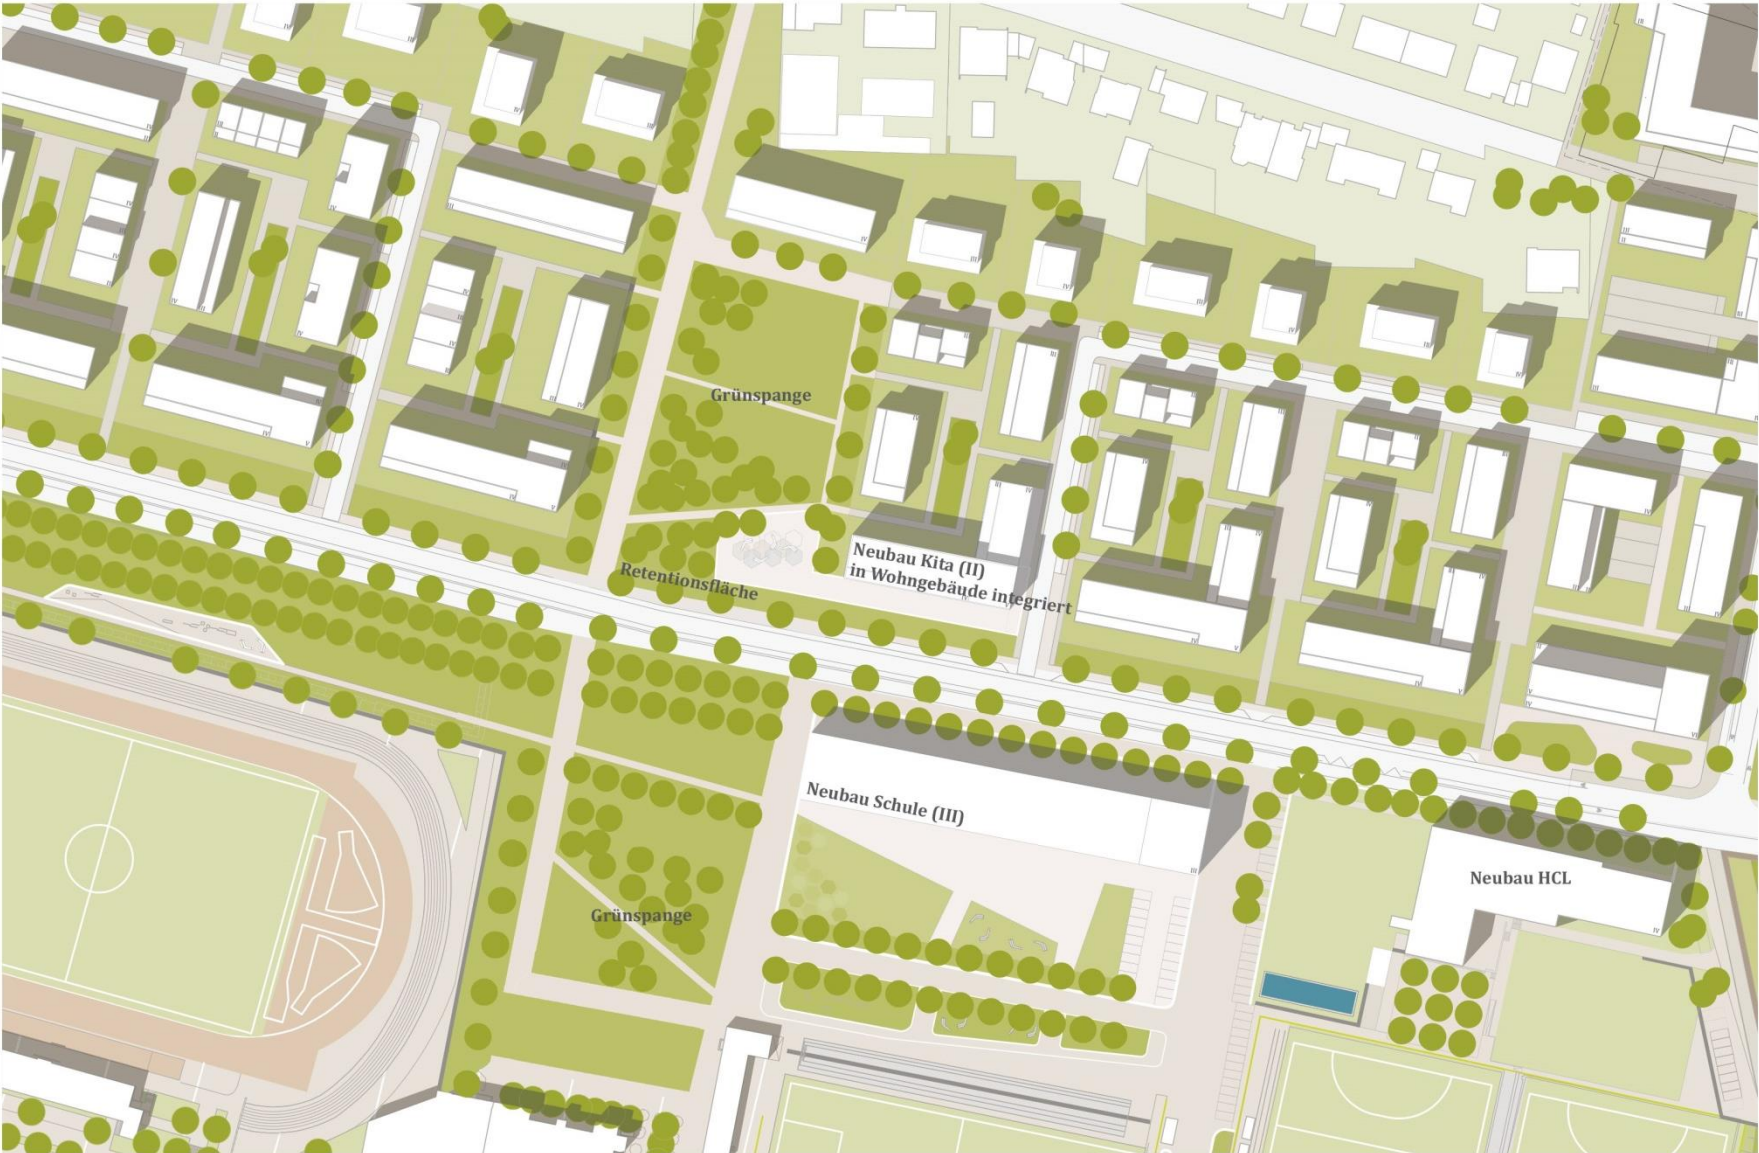 Grünspange
Neubau Kita (II)
in Wohngebäude integriert
Retentionsfläche
Neubau Schule (III)
Neubau HCL
Grünspange